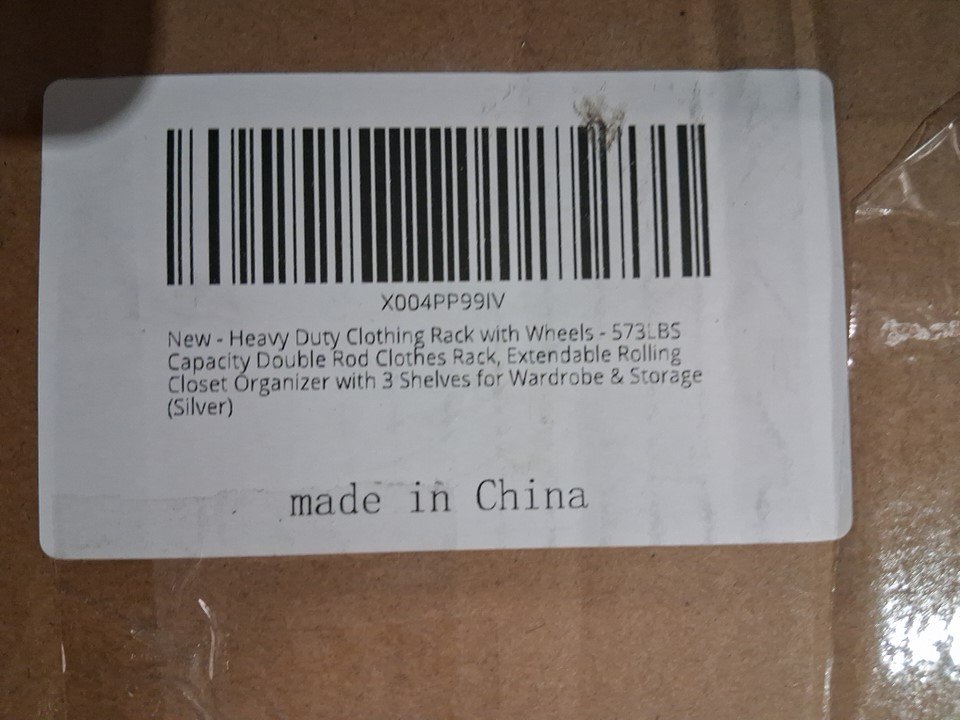 X004PP99IV
New - Heavy Duty Clothing Rack with Wheels - 573LBS
Capacity Double Rod Clothes Rack, Extendable Rolling
Closet Organizer with 3 Shelves for Wardrobe & Storage
(Silver)
made in China